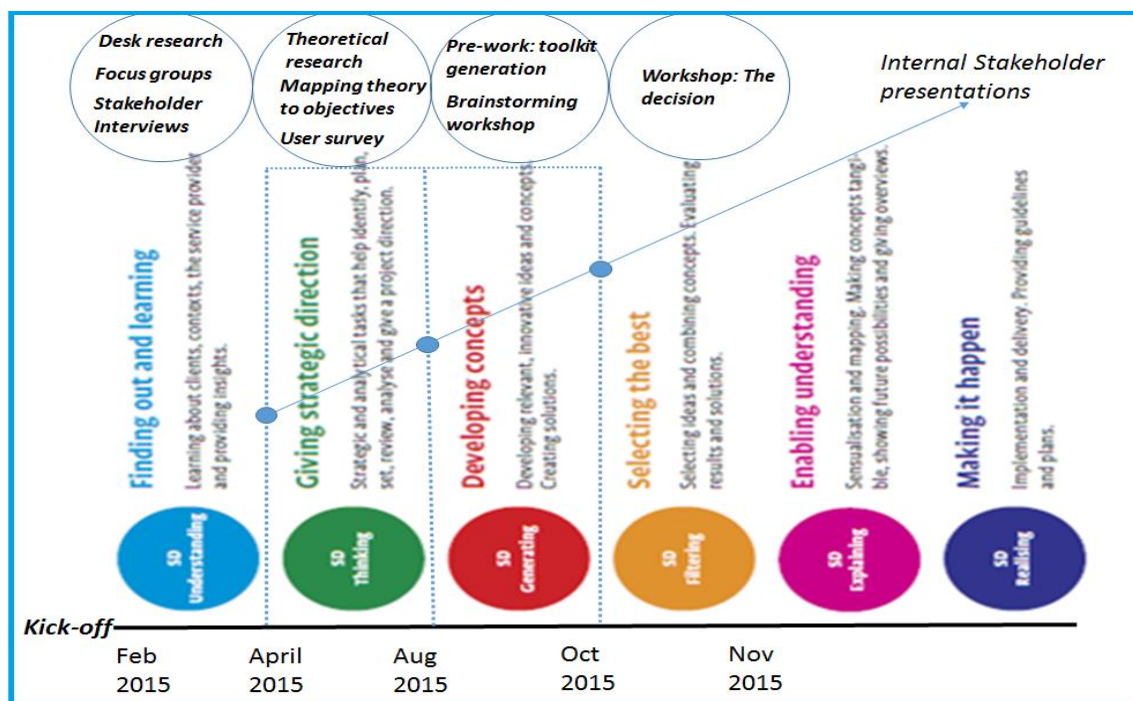 Desk research
Focus groups
Stakeholder
Interviews
Theoretical
research
Mapping theory
to objectives
User survey
Pre-work: toolkit
generation
Brainstorming
workshop
Workshop: The
decision
Internal Stakeholder
presentations
Finding out and learning
Learning about clients, contexts, the service provider
and providing insights.
Giving strategic direction
Strategic and analytical tasks that help identify, plan,
set, review, analyse and give a project direction.
Developing concepts
Developing relevant, innovative ideas and concepts.
Creating solutions.
Selecting the best
Selecting ideas and combining concepts. Evaluating
results and solutions.
Enabling understanding
Sensualisation and mapping. Making concepts tangi-
ble, showing future possibilities and giving overviews.
Making it happen
Implementation and delivery. Providing guidelines
and plans.
SD
Understanding
SD
Thinking
SD
Generating
SD
Filtering
SD
Explaining
SD
Realising
Kick-off
Feb
2015
April
2015
Aug
2015
Oct
2015
Nov
2015